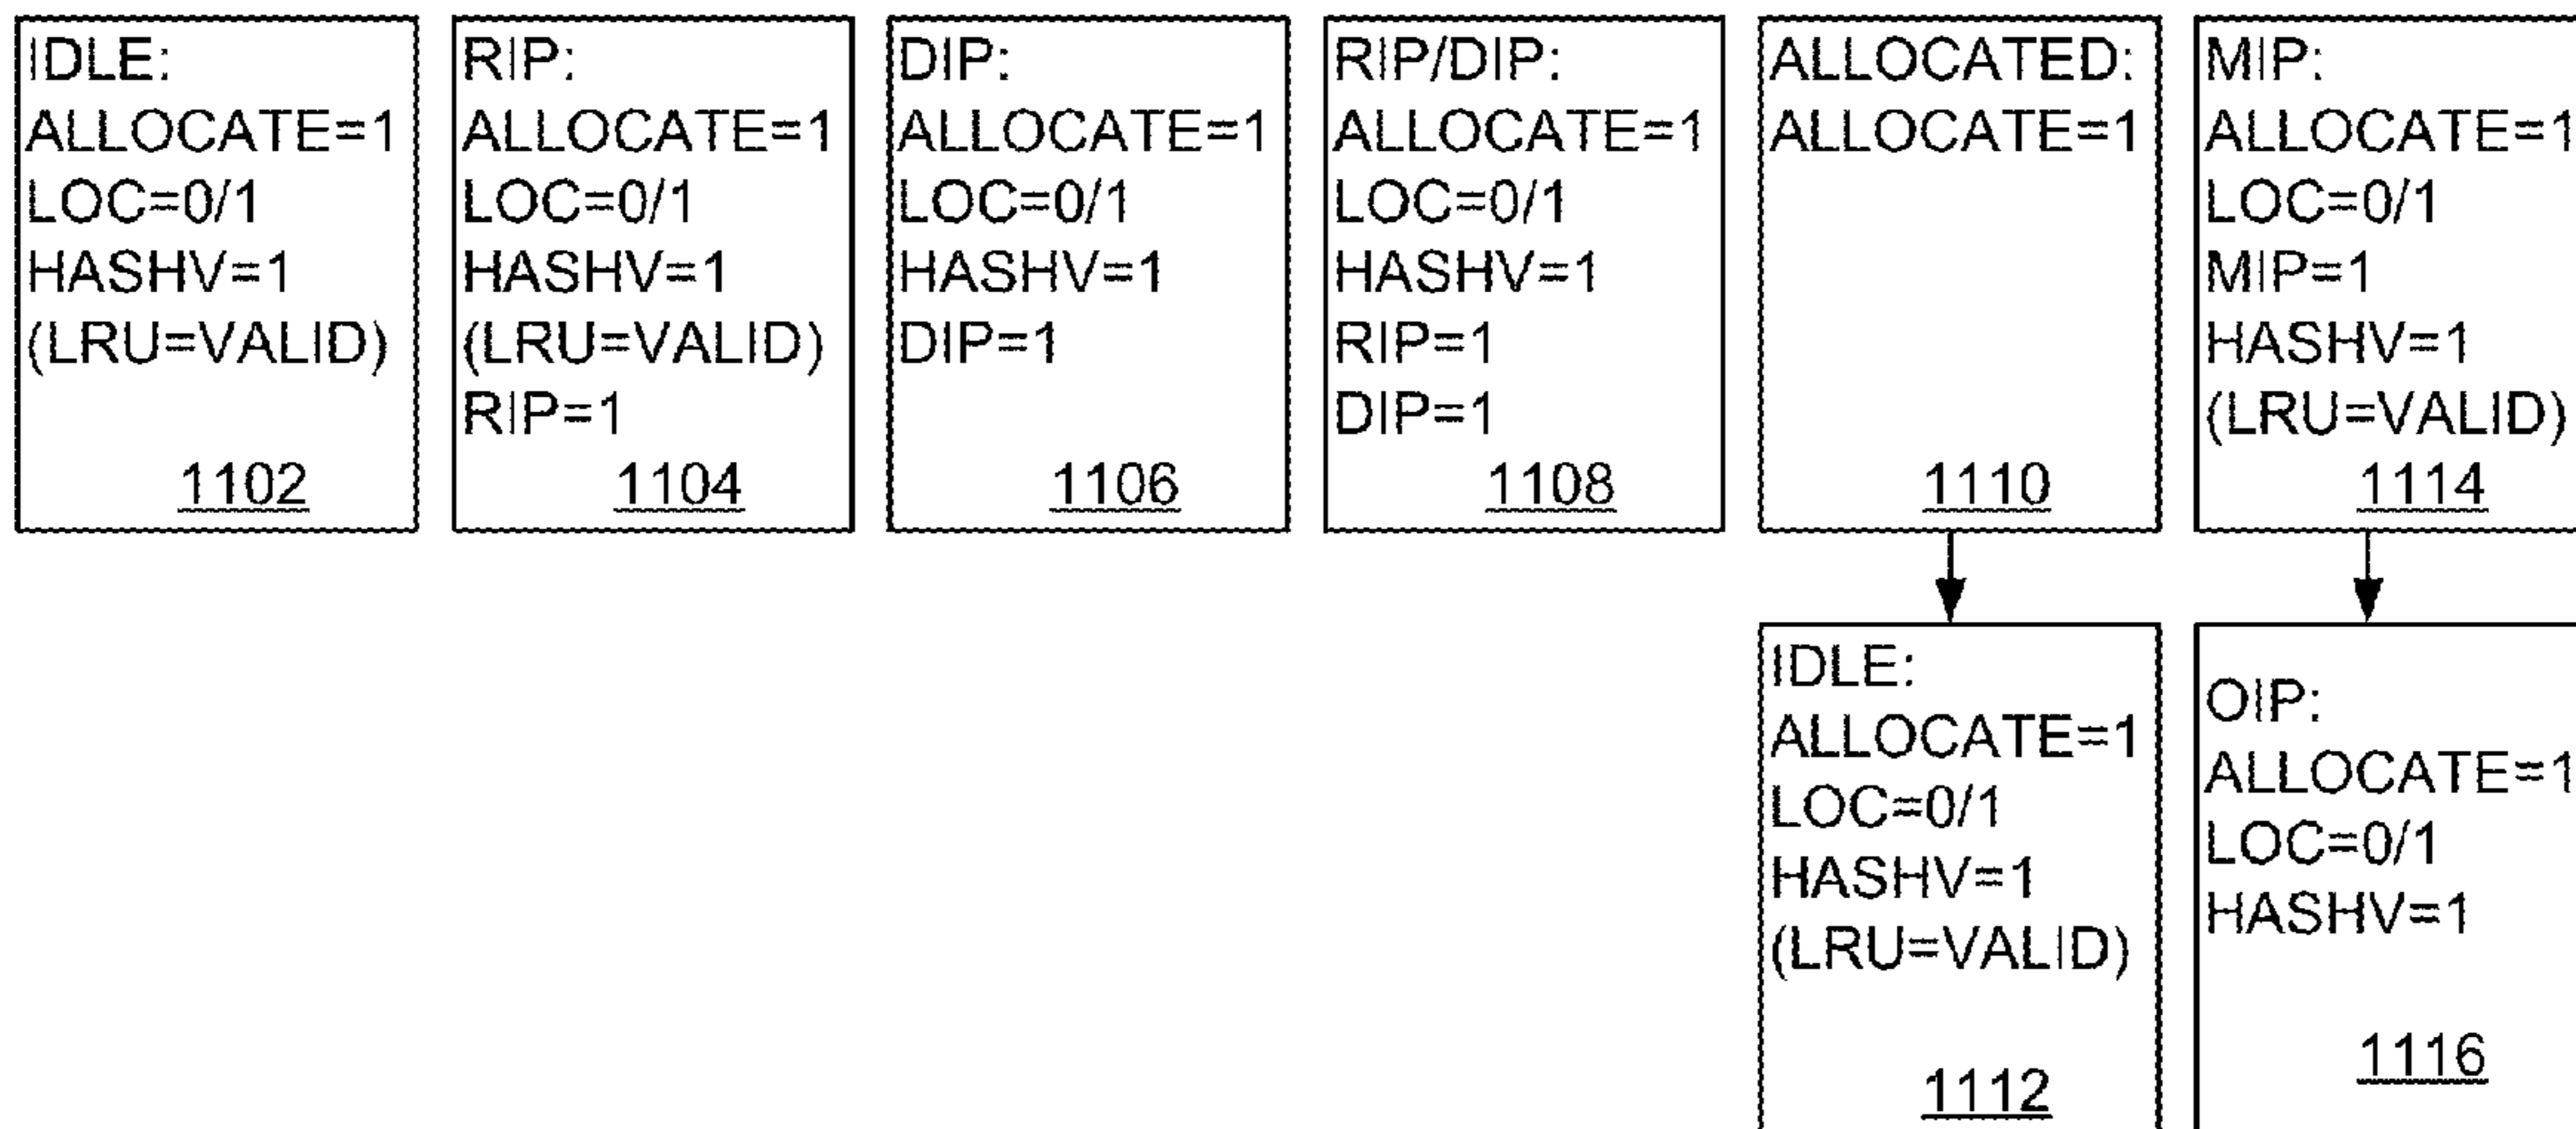 IDLE:
ALLOCATE=1
LOC=0/1
HASHV=1
(LRU=VALID)
1102
RIP:
ALLOCATE=1
LOC=0/1
HASHV=1
(LRU=VALID)
RIP=1
1104
DIP:
ALLOCATE=1
LOC=0/1
HASHV=1
DIP=1
1106
RIP/DIP:
ALLOCATE=1
LOC=0/1
HASHV=1
RIP=1
DIP=1
1108
ALLOCATED:
ALLOCATE=1
1110
MIP:
ALLOCATE=1
LOC=0/1
MIP=1
HASHV=1
(LRU=VALID)
1114
IDLE:
ALLOCATE=1
LOC=0/1
HASHV=1
(LRU=VALID)
1112
OIP:
ALLOCATE=1
LOC=0/1
HASHV=1
1116